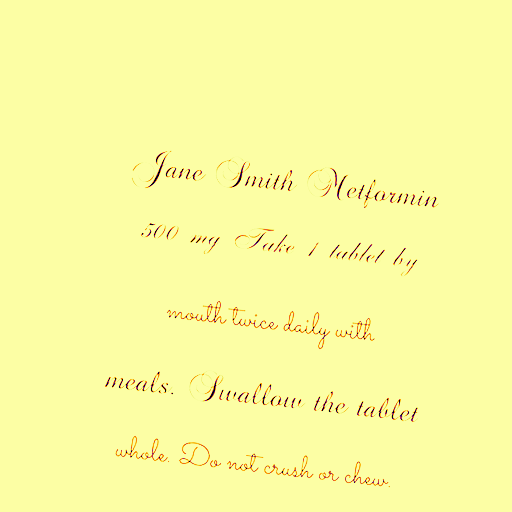 Jane Smith Metformin
500 mg Take 1 tablet by
mouth twice daily with
meals. Swallow the tablet
whole. Do not crush or chew.